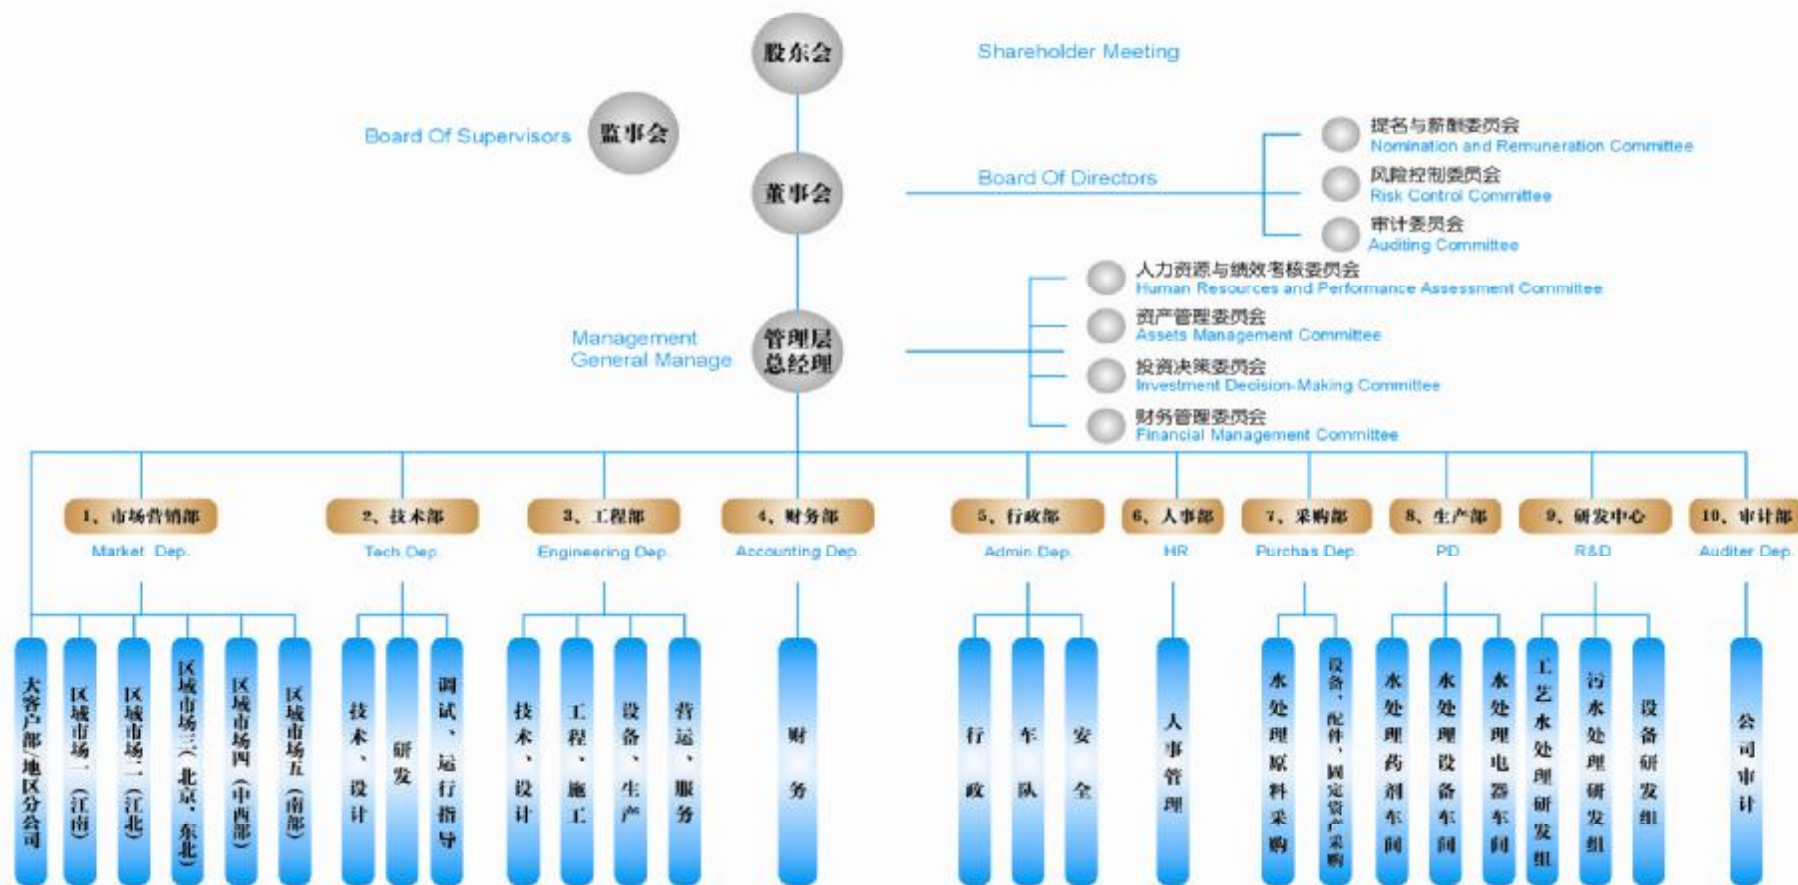 股东会
Shareholder Meeting
监事会
Board Of Supervisors
董事会
Board Of Directors
提名与薪酬委员会
Nomination and Remuneration Committee
风险控制委员会
Risk Control Committee
审计委员会
Auditing Committee
管理层
总经理
Management
General Manage
人力资源与绩效考核委员会
Human Resources and Performance Assessment Committee
资产管理委员会
Assets Management Committee
投资决策委员会
Investment Decision-Making Committee
财务管理委员会
Financial Management Committee
1、市场营销部
Market Dep.
2、技术部
Tech.Dep.
3、工程部
Engineering Dep.
4、财务部
Accounting Dep.
5、行政部
Admin.Dep.
6、人事部
HR
7、采购部
Purchas Dep.
8、生产部
PD
9、研发中心
R&D
10、审计部
Auditer Dep.
大客户部/地区分公司
区域市场一（江南）
区域市场二（江北）
区域市场三（北京、东北）
区域市场四（中西部）
区域市场五（南部）
技术、设计
研发
调试、运行指导
技术、设计
工程、施工
设备、生产
营运、服务
财务
行政
车队
安全
人事管理
水处理原料采购
设备、配件、固定资产采购
水处理药剂车间
水处理设备车间
水处理电器车间
工艺水处理研发组
污水处理研发组
设备研发组
公司审计